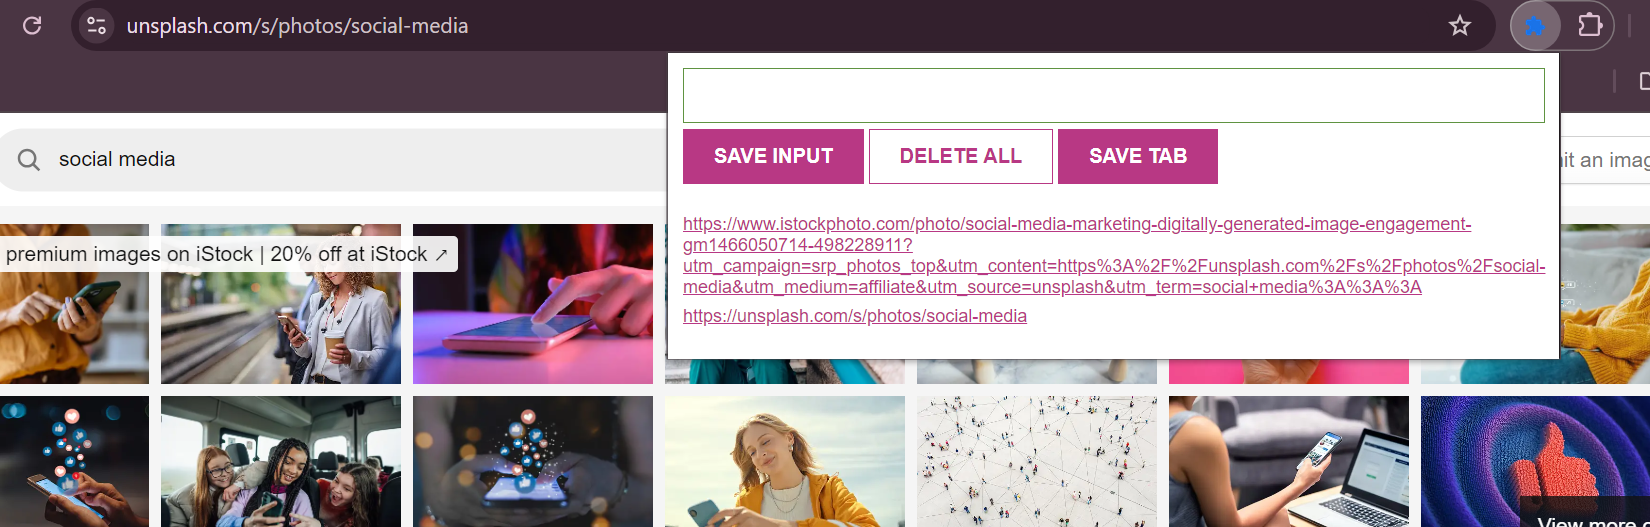 unsplash.com/s/photos/social-media
SAVE INPUT DELETE ALL SAVE TAB
social media
https://www.istockphoto.com/photo/social-media-marketing-digitally-generated-image-engagement-
gm1466050714-498228911?
utm_campaign=srp_photos_top&utm_content=https%3A%2F%2Funsplash.com%2Fs%2Fphotos%2Fsocial-
media&utm_medium=affiliate&utm_source=unsplash&utm_term=social+media%3A%3A%3A
https://unsplash.com/s/photos/social-media
an imag
premium images on iStock | 20% off at iStock ↗
View more